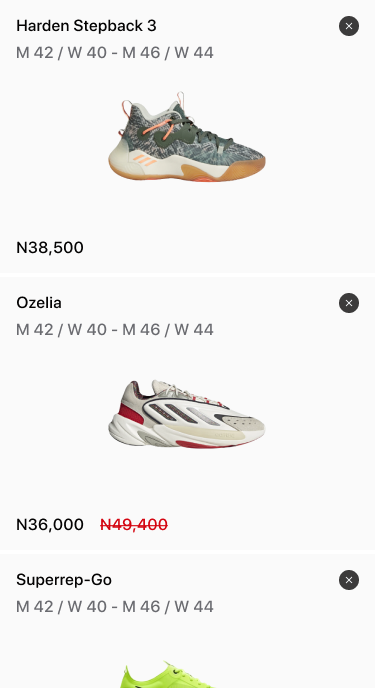 Harden Stepback 3
M 42 / W 40 - M 46 / W 44
N38,500
Ozelia
M 42 / W 40 - M 46 / W 44
N36,000 N49,400
Superrep-Go
M 42 / W 40 - M 46 / W 44